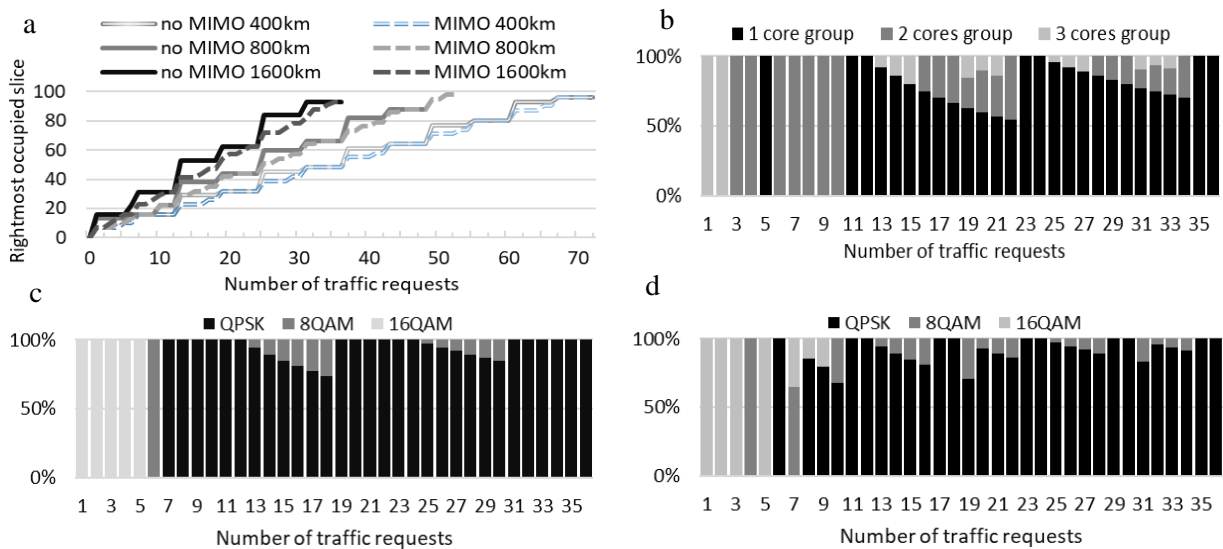 a
no MIMO 400km MIMO 400km
no MIMO 800km MIMO 800km
no MIMO 1600km MIMO 1600km
Rightmost occupied slice
100
80
60
40
20
0
0 10 20 30 40 50 60 70
Number of traffic requests
b
1 core group 2 cores group 3 cores group
100%
50%
0%
1 3 5 7 9 11 13 15 17 19 21 23 25 27 29 31 33 35
Number of traffic requests
c
QPSK 8QAM 16QAM
100%
50%
0%
1 3 5 7 9 11 13 15 17 19 21 23 25 27 29 31 33 35
Number of traffic requests
d
QPSK 8QAM 16QAM
100%
50%
0%
1 3 5 7 9 11 13 15 17 19 21 23 25 27 29 31 33 35
Number of traffic requests